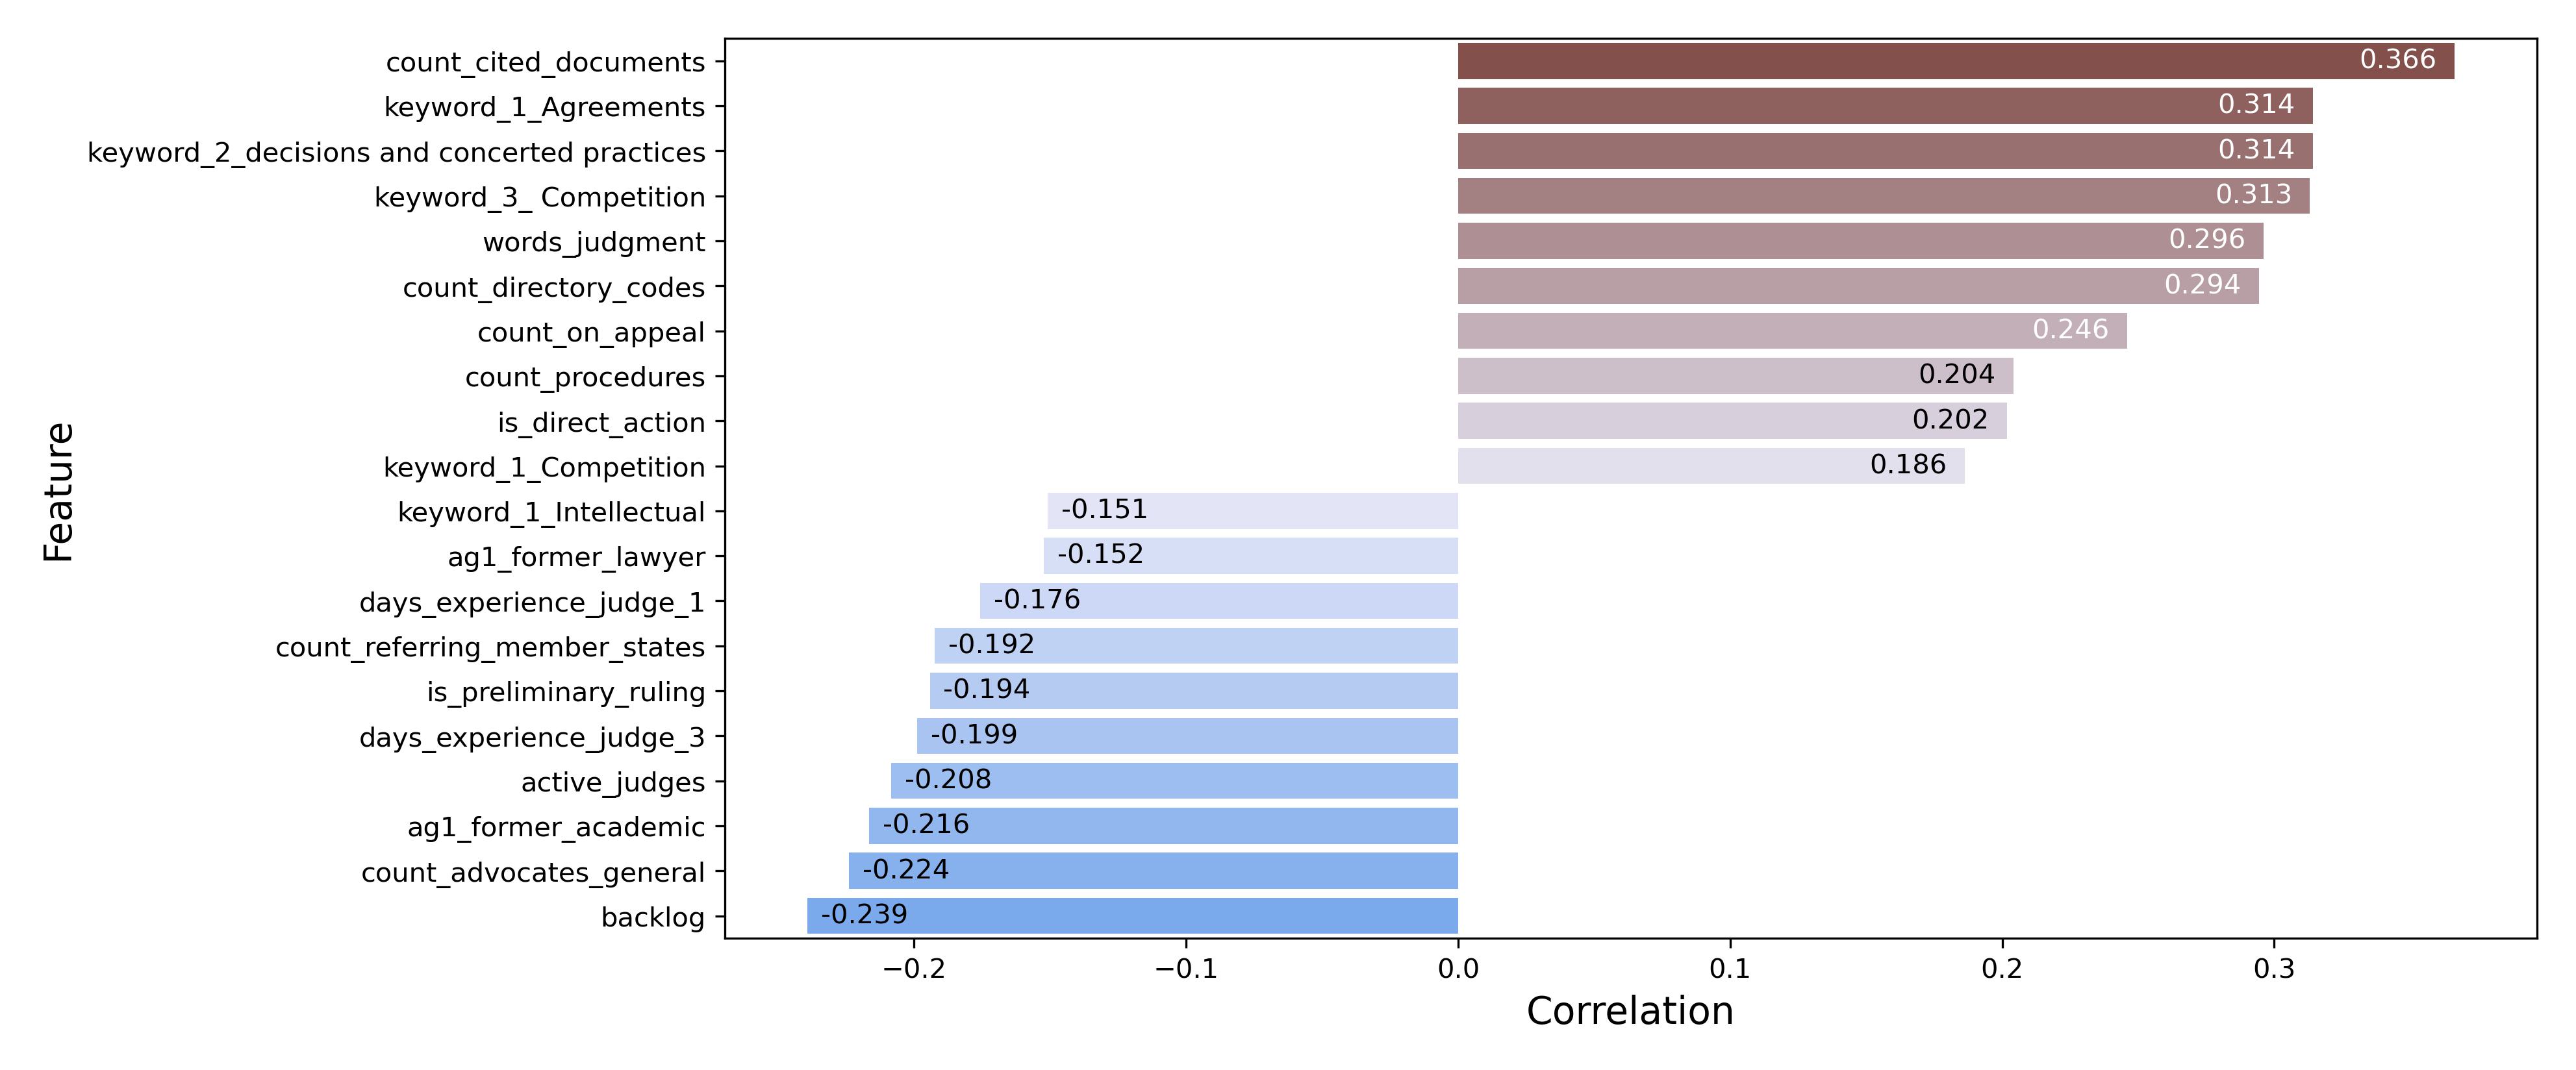 count_cited_documents 0.366
keyword_1_Agreements 0.314
keyword_2_decisions and concerted practices 0.314
keyword_3_ Competition 0.313
words_judgment 0.296
count_directory_codes 0.294
count_on_appeal 0.246
count_procedures 0.204
is_direct_action 0.202
keyword_1_Competition 0.186
keyword_1_Intellectual -0.151
ag1_former_lawyer -0.152
days_experience_judge_1 -0.176
count_referring_member_states -0.192
is_preliminary_ruling -0.194
days_experience_judge_3 -0.199
active_judges -0.208
ag1_former_academic -0.216
count_advocates_general -0.224
backlog -0.239
Feature
−0.2 −0.1 0.0 0.1 0.2 0.3
Correlation